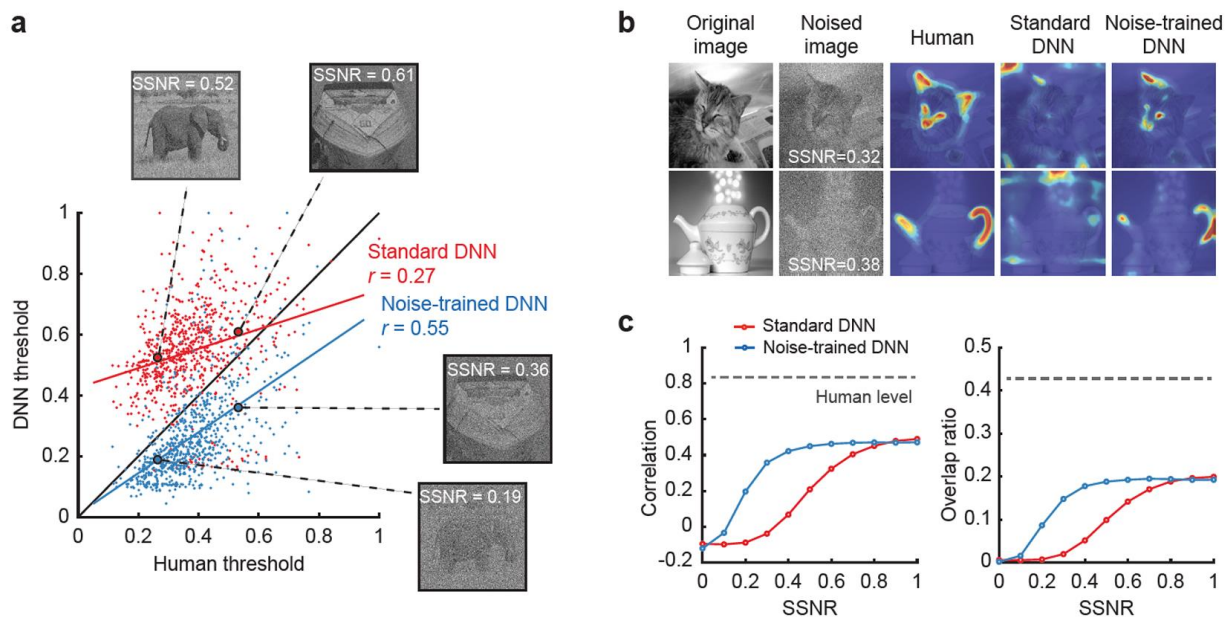 a
SSNR = 0.52
SSNR = 0.61
1
0.8
0.6
0.4
0.2
0
DNN threshold
0.2
0.4
0.6
0.8
1
Human threshold
Standard DNN
r = 0.27
Noise-trained DNN
r = 0.55
SSNR = 0.36
SSNR = 0.19
b
Original
image
Noised
image
Human
Standard
DNN
Noise-trained
DNN
SSNR=0.32
SSNR=0.38
c
Standard DNN
Noise-trained DNN
1
0.8
0.6
0.4
0.2
0
-0.2
Correlation
Human level
0
0.2
0.4
0.6
0.8
1
SSNR
0.5
0.4
0.3
0.2
0.1
0
Overlap ratio
0
0.2
0.4
0.6
0.8
1
SSNR